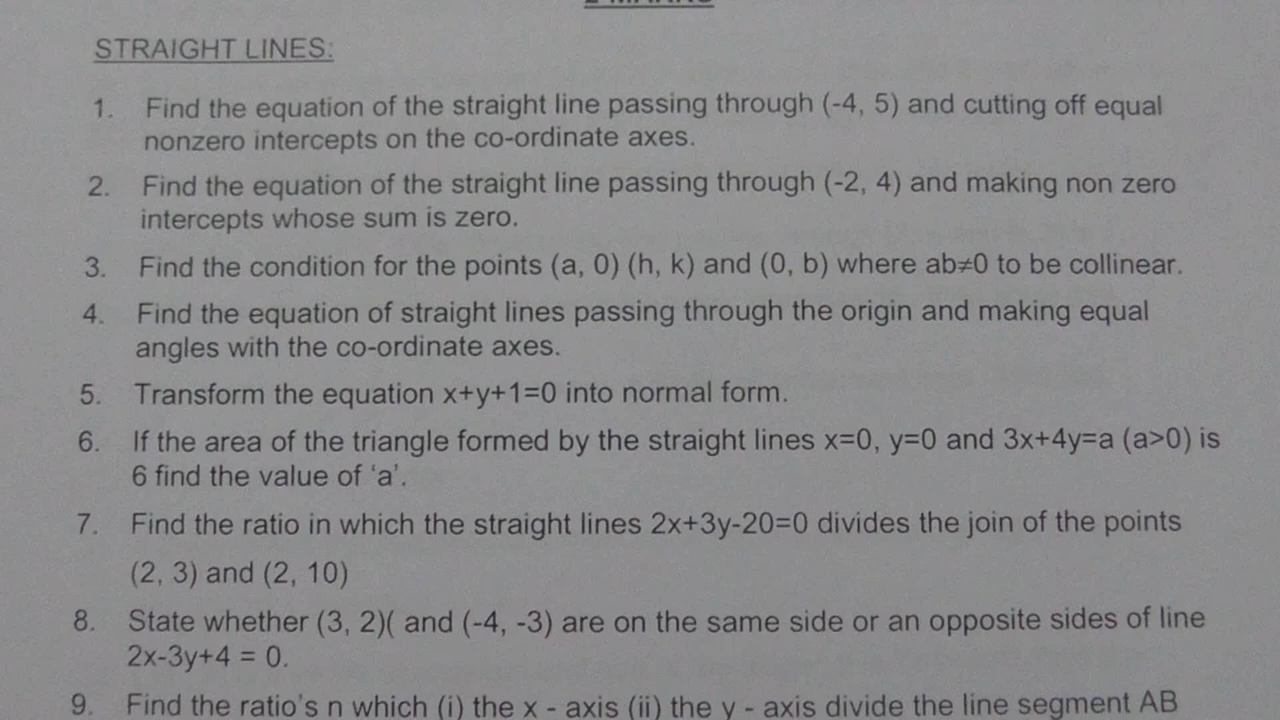 STRAIGHT LINES:
1. Find the equation of the straight line passing through (-4, 5) and cutting off equal
nonzero intercepts on the co-ordinate axes.
2. Find the equation of the straight line passing through (-2, 4) and making non zero
intercepts whose sum is zero.
3. Find the condition for the points (a, 0) (h, k) and (0, b) where ab≠0 to be collinear.
4. Find the equation of straight lines passing through the origin and making equal
angles with the co-ordinate axes.
5. Transform the equation x+y+1=0 into normal form.
6. If the area of the triangle formed by the straight lines x=0, y=0 and 3x+4y=a (a>0) is
6 find the value of ‘a’.
7. Find the ratio in which the straight lines 2x+3y-20=0 divides the join of the points
(2, 3) and (2, 10)
8. State whether (3, 2)( and (-4, -3) are on the same side or an opposite sides of line
2x-3y+4 = 0.
9. Find the ratio's n which (i) the x - axis (ii) the y - axis divide the line segment AB